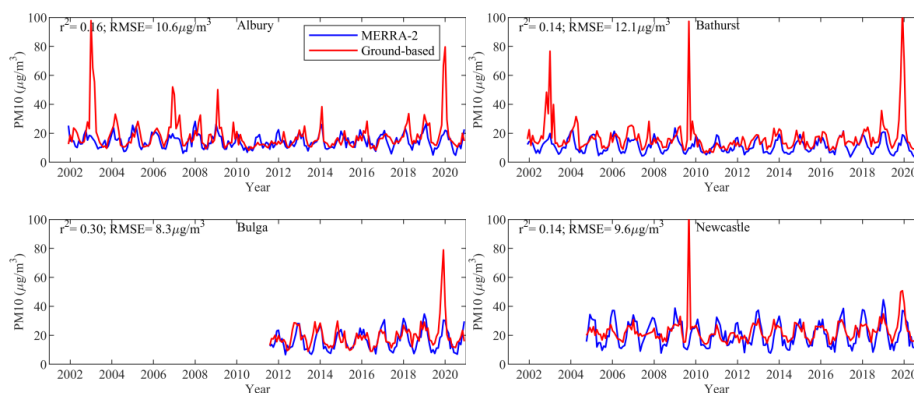 r²= 0.16; RMSE= 10.6μg/m³ Albury
MERRA-2
Ground-based
100
80
60
40
20
0
PM10 (μg/m³)
2002 2004 2006 2008 2010 2012 2014 2016 2018 2020
Year
r²= 0.14; RMSE= 12.1μg/m³ Bathurst
100
80
60
40
20
0
PM10 (μg/m³)
2002 2004 2006 2008 2010 2012 2014 2016 2018 2020
Year
r²= 0.30; RMSE= 8.3μg/m³ Bulga
100
80
60
40
20
0
PM10 (μg/m³)
2002 2004 2006 2008 2010 2012 2014 2016 2018 2020
Year
r²= 0.14; RMSE= 9.6μg/m³ Newcastle
100
80
60
40
20
0
PM10 (μg/m³)
2002 2004 2006 2008 2010 2012 2014 2016 2018 2020
Year